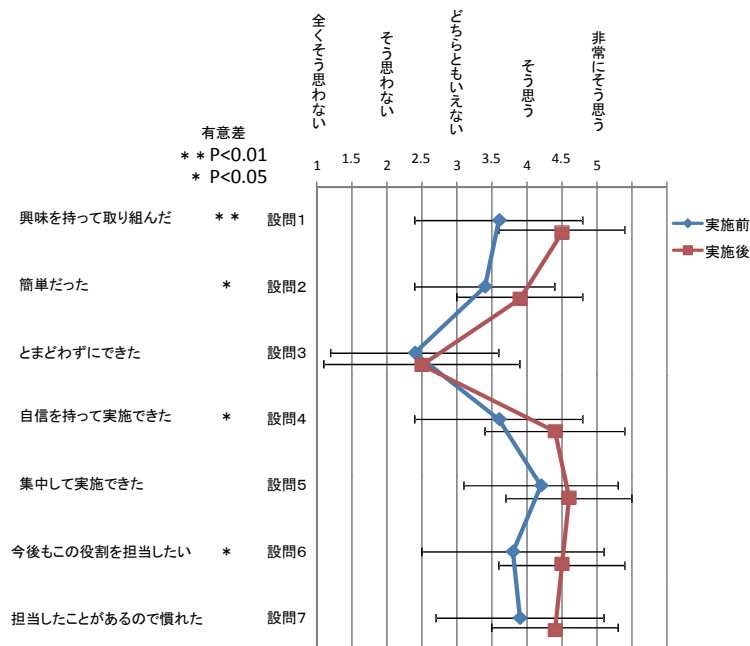 全くそう思わない
そう思わない
どちらともいえない
そう思う
非常にそう思う
有意差
＊＊P<0.01
＊ P<0.05
1 1.5 2 2.5 3 3.5 4 4.5 5
興味を持って取り組んだ ＊＊ 設問1
実施前
実施後
簡単だった ＊ 設問2
とまどわずにできた 設問3
自信を持って実施できた ＊ 設問4
集中して実施できた 設問5
今後もこの役割を担当したい ＊ 設問6
担当したことがあるので慣れた 設問7